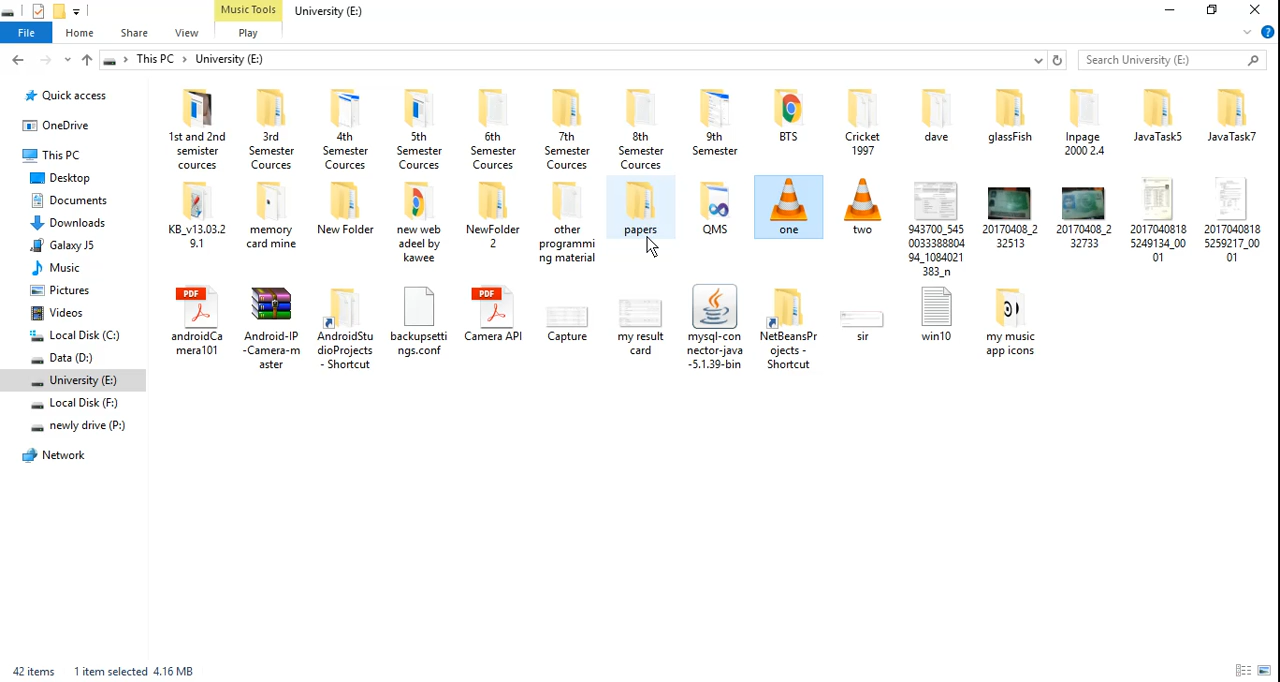 Music Tools
University (E:)
File
Home
Share
View
Play
This PC
University (E:)
Search University (E:)
Quick access
OneDrive
This PC
Desktop
Documents
Downloads
Galaxy J5
Music
Pictures
Videos
Local Disk (C:)
Data (D:)
University (E:)
Local Disk (F:)
newly drive (P:)
Network
1st and 2nd
semister
cources
3rd
Semester
Cources
4th
Semester
Cources
5th
Semester
Cources
6th
Semester
Cources
7th
Semester
Cources
8th
Semester
Cources
9th
Semester
BTS
Cricket
1997
dave
glassFish
Inpage
2000 2.4
JavaTask5
JavaTask7
KB_v13.03.2
9.1
memory
card mine
New Folder
new web
adeel by
kawee
NewFolder
2
other
programmi
ng material
papers
QMS
one
two
943700_545
0033388804
94_1084021
383_n
20170408_2
32513
20170408_2
32733
2017040818
5249134_00
01
2017040818
5259217_00
01
PDF
androidCa
mera101
Android-IP
-Camera-m
aster
AndroidStu
dioProjects
- Shortcut
backupsetti
ngs.conf
PDF
Camera API
Capture
my result
card
mysql-con
nector-java
-5.1.39-bin
NetBeansPr
ojects -
Shortcut
sir
win10
my music
app icons
42 items
1 item selected 4.16 MB